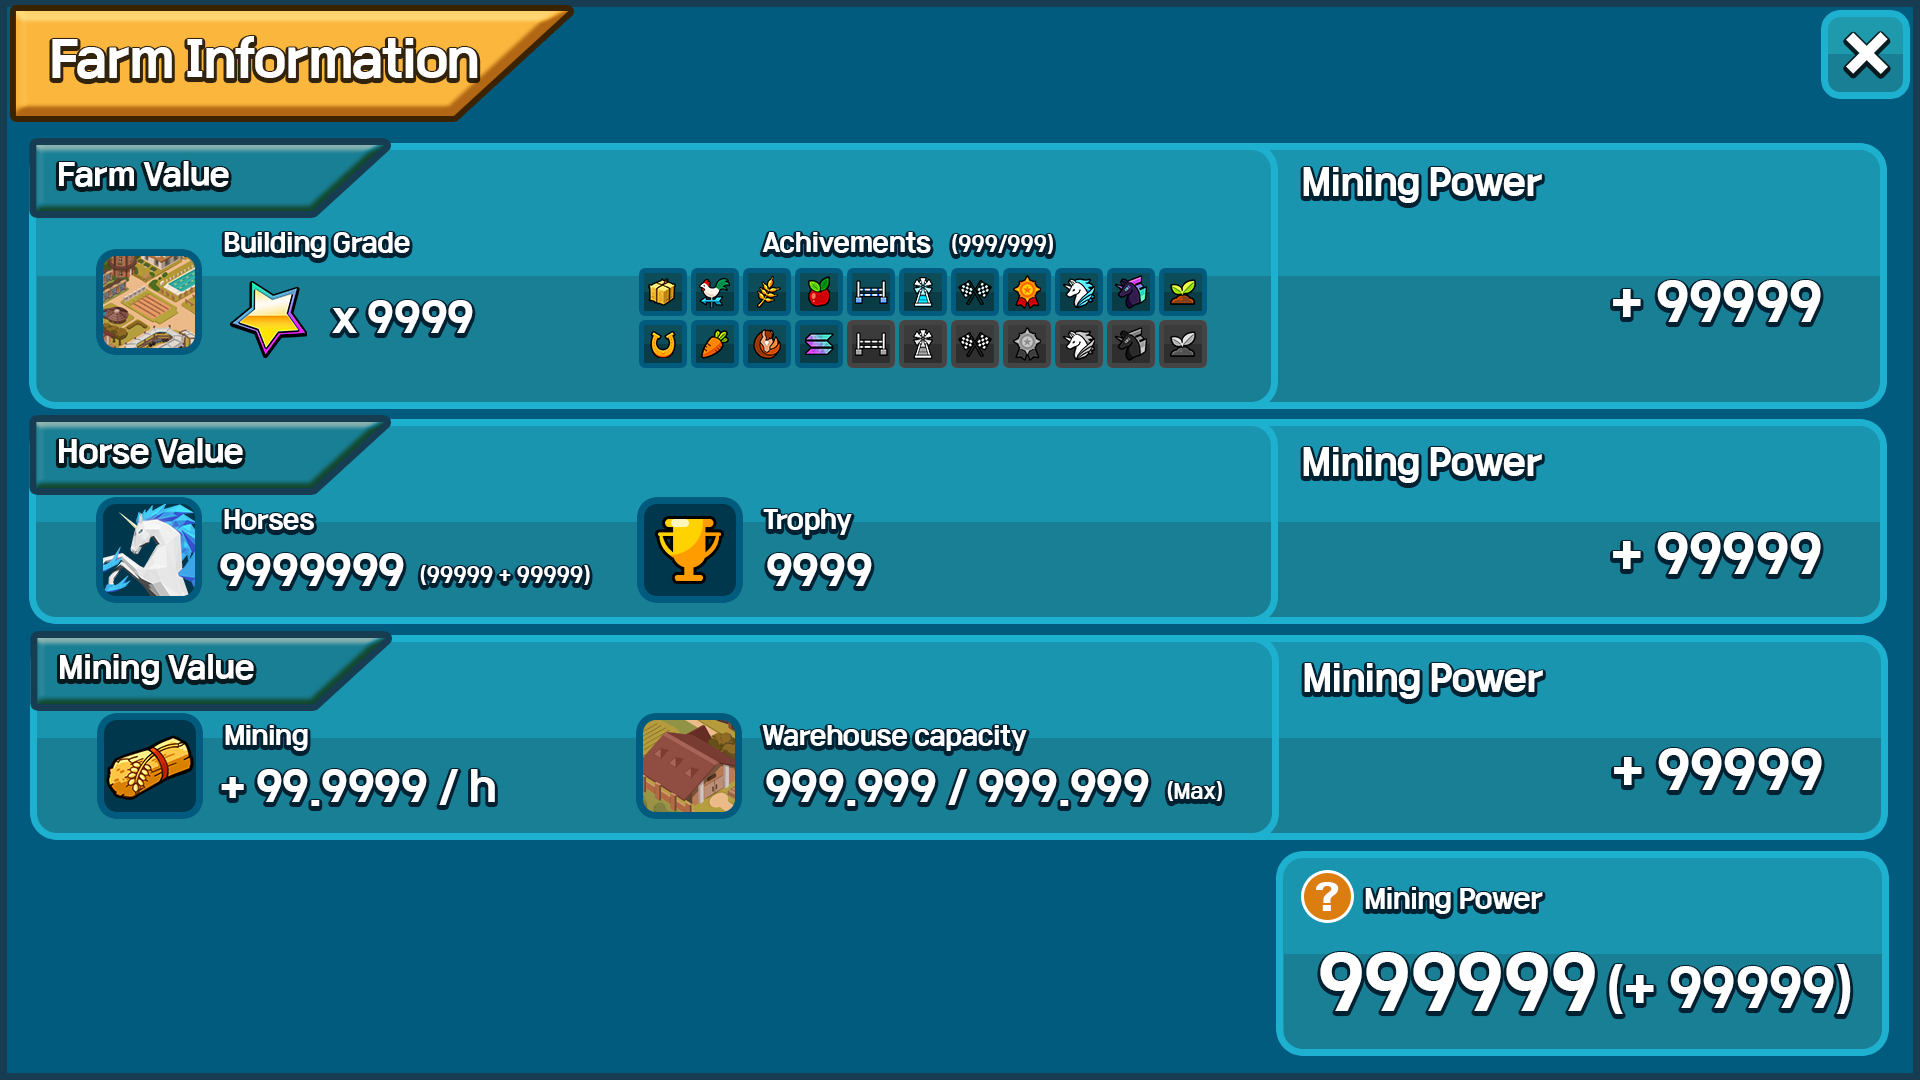 Farm Information
Farm Value
Building Grade
x 9999
Achivements (999/999)
Mining Power
+ 99999
Horse Value
Horses
9999999 (99999 + 99999)
Trophy
9999
Mining Power
+ 99999
Mining Value
Mining
+ 99.9999 / h
Warehouse capacity
999.999 / 999.999 (Max)
Mining Power
+ 99999
? Mining Power
999999 (+ 99999)